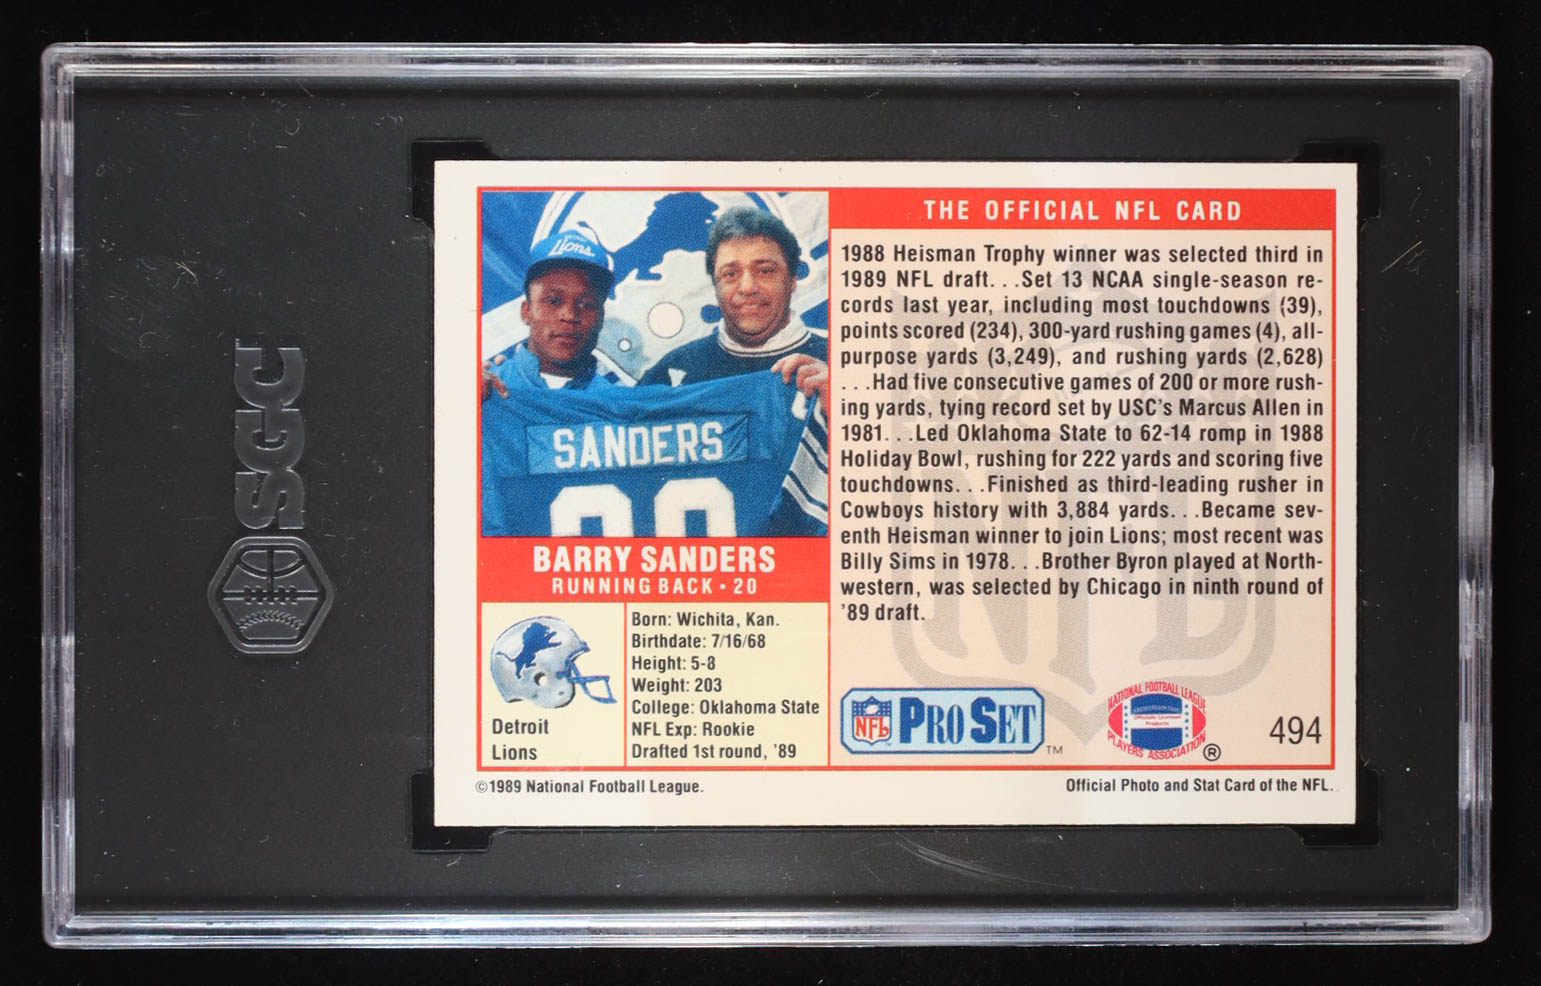 SGC
Lions
SANDERS
BARRY SANDERS
RUNNING BACK • 20
Detroit
Lions
Born: Wichita, Kan.
Birthdate: 7/16/68
Height: 5-8
Weight: 203
College: Oklahoma State
NFL Exp: Rookie
Drafted 1st round, '89
THE OFFICIAL NFL CARD
1988 Heisman Trophy winner was selected third in
1989 NFL draft. . .Set 13 NCAA single-season re-
cords last year, including most touchdowns (39),
points scored (234), 300-yard rushing games (4), all-
purpose yards (3,249), and rushing yards (2,628)
. . .Had five consecutive games of 200 or more rush-
ing yards, tying record set by USC's Marcus Allen in
1981. . .Led Oklahoma State to 62-14 romp in 1988
Holiday Bowl, rushing for 222 yards and scoring five
touchdowns. . .Finished as third-leading rusher in
Cowboys history with 3,884 yards. . .Became sev-
enth Heisman winner to join Lions; most recent was
Billy Sims in 1978. . .Brother Byron played at North-
western, was selected by Chicago in ninth round of
'89 draft.
NFL
NFL PRO SET TM
NATIONAL FOOTBALL LEAGUE
Officially Licensed
Products
PLAYERS ASSOCIATION ®
494
©1989 National Football League.
Official Photo and Stat Card of the NFL.